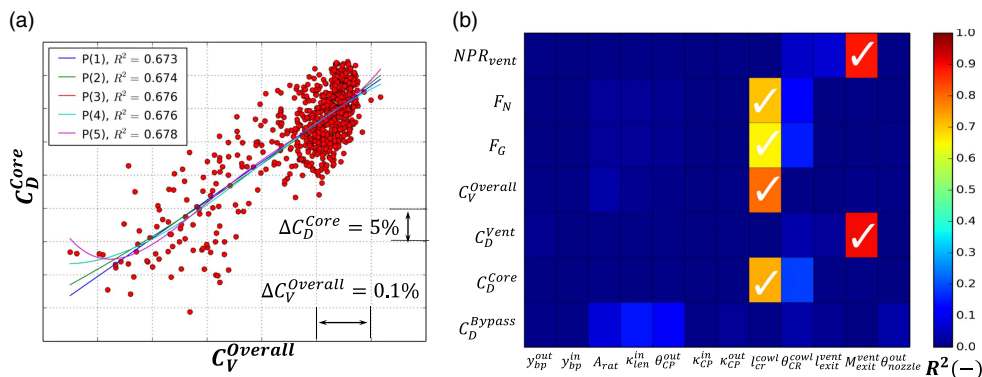 (a)
P(1), R² = 0.673
P(2), R² = 0.674
P(3), R² = 0.676
P(4), R² = 0.676
P(5), R² = 0.678
C_D^Core
ΔC_D^Core = 5%
ΔC_V^Overall = 0.1%
C_V^Overall
(b)
NPR_vent
F_N
F_G
C_V^Overall
C_D^Vent
C_D^Core
C_D^Bypass
y_bp^out y_bp^in A_rat κ_len^in θ_CP^out κ_CP^in κ_CP^out l_cr^cowl θ_CR^cowl l_exit^vent M_exit^vent θ_nozzle^out
1.0
0.9
0.8
0.7
0.6
0.5
0.4
0.3
0.2
0.1
0.0
R²(−)